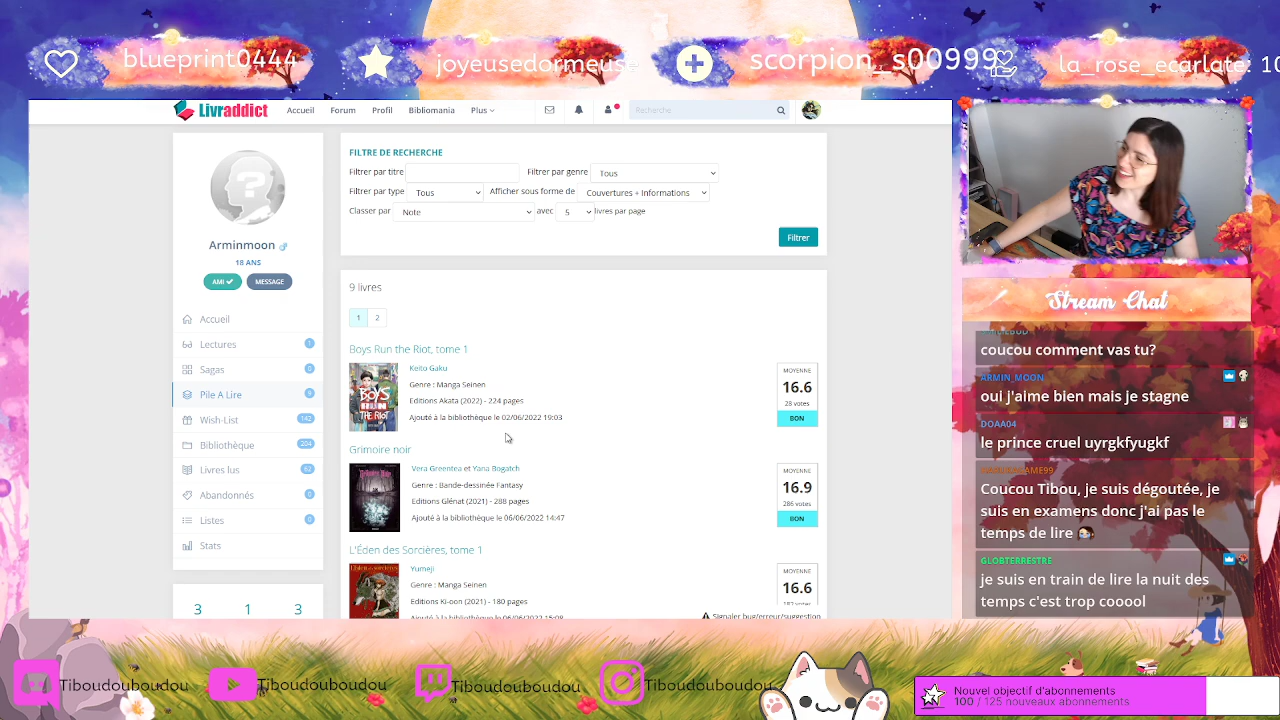 blueprint0444
joyeusedormeuse
scorpion_s00999
la_rose_ecarlate: 10
Livraddict
Accueil Forum Profil Bibliomania Plus
Recherche
Arminmoon
18 ANS
AMI MESSAGE
Accueil
Lectures 1
Sagas 0
Pile A Lire 9
Wish-List 142
Bibliothèque 204
Livres lus 62
Abandonnés 0
Listes 0
Stats
3 1 3
FILTRE DE RECHERCHE
Filtrer par titre Filtrer par genre Tous
Filtrer par type Tous Afficher sous forme de Couvertures + Informations
Classer par Note avec 5 livres par page
Filtrer
9 livres
1 2
Boys Run the Riot, tome 1
Keito Gaku
Genre : Manga Seinen
Editions Akata (2022) - 224 pages
Ajouté à la bibliothèque le 02/06/2022 19:03
MOYENNE
16.6
28 votes
BON
Grimoire noir
Vera Greentea et Yana Bogatch
Genre : Bande-dessinée Fantasy
Editions Glénat (2021) - 288 pages
Ajouté à la bibliothèque le 06/06/2022 14:47
MOYENNE
16.9
286 votes
BON
L'Éden des Sorcières, tome 1
Yumeji
Genre : Manga Seinen
Editions Ki-oon (2021) - 180 pages
MOYENNE
16.6
Signaler bug/erreur/suggestion
Stream Chat
coucou comment vas tu?
ARMIN_MOON
oui j'aime bien mais je stagne
DOAA04
le prince cruel uyrgkfyugkf
Coucou Tibou, je suis dégoutée, je
suis en examens donc j'ai pas le
temps de lire
GLOBTERRESTRE
je suis en train de lire la nuit des
temps c'est trop cooool
Tiboudouboudou
Tiboudouboudou
Tiboudouboudou
Tiboudouboudou
Nouvel objectif d'abonnements
100 / 125 nouveaux abonnements